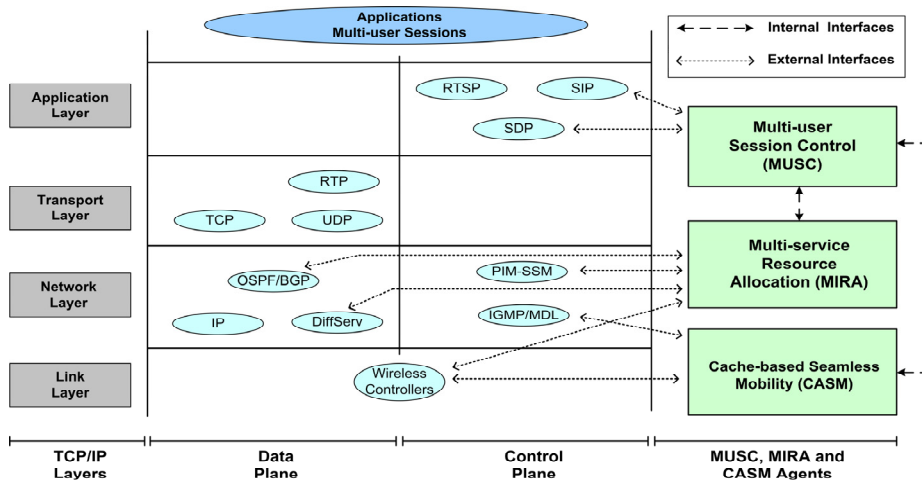 Applications
Multi-user Sessions
Internal Interfaces
External Interfaces
Application
Layer
RTSP
SIP
SDP
Multi-user
Session Control
(MUSC)
Transport
Layer
RTP
TCP
UDP
Network
Layer
OSPF/BGP
PIM-SSM
IP
DiffServ
IGMP/MDL
Multi-service
Resource
Allocation (MIRA)
Link
Layer
Wireless
Controllers
Cache-based Seamless
Mobility (CASM)
TCP/IP
Layers
Data
Plane
Control
Plane
MUSC, MIRA and
CASM Agents